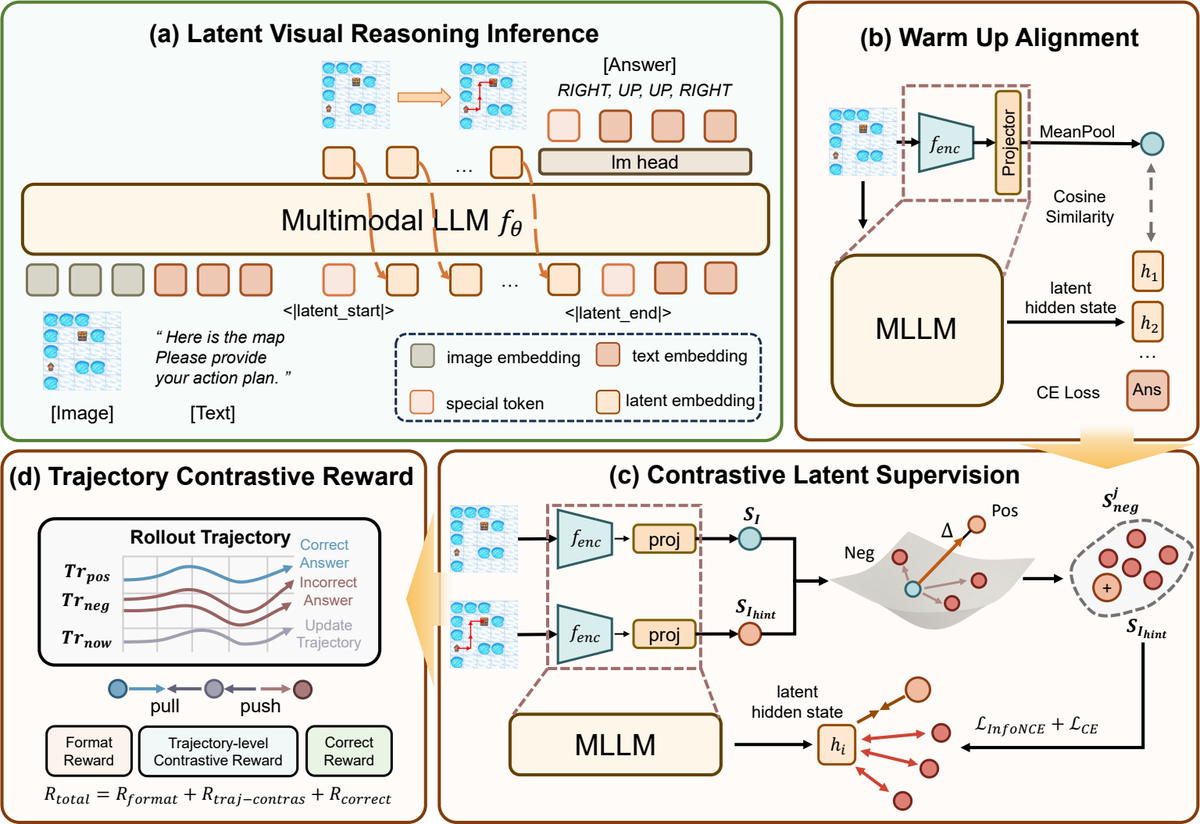 (a) Latent Visual Reasoning Inference
[Answer]
RIGHT, UP, UP, RIGHT
lm head
...
Multimodal LLM fθ
...
<|latent_start|>
<|latent_end|>
“ Here is the map
Please provide
your action plan. ”
[Image]
[Text]
image embedding
text embedding
special token
latent embedding
(b) Warm Up Alignment
fenc
Projector
MeanPool
Cosine
Similarity
MLLM
latent
hidden state
h1
h2
...
CE Loss
Ans
(c) Contrastive Latent Supervision
fenc
proj
SI
fenc
proj
SIhint
Neg
Δ
Pos
S^j_neg
+
SIhint
MLLM
latent
hidden state
hi
ℒInfoNCE + ℒCE
(d) Trajectory Contrastive Reward
Rollout Trajectory
Trpos
Trneg
Trnow
Correct
Answer
Incorrect
Answer
Update
Trajectory
pull
push
Format
Reward
Trajectory-level
Contrastive Reward
Correct
Reward
Rtotal = Rformat + Rtraj−contras + Rcorrect